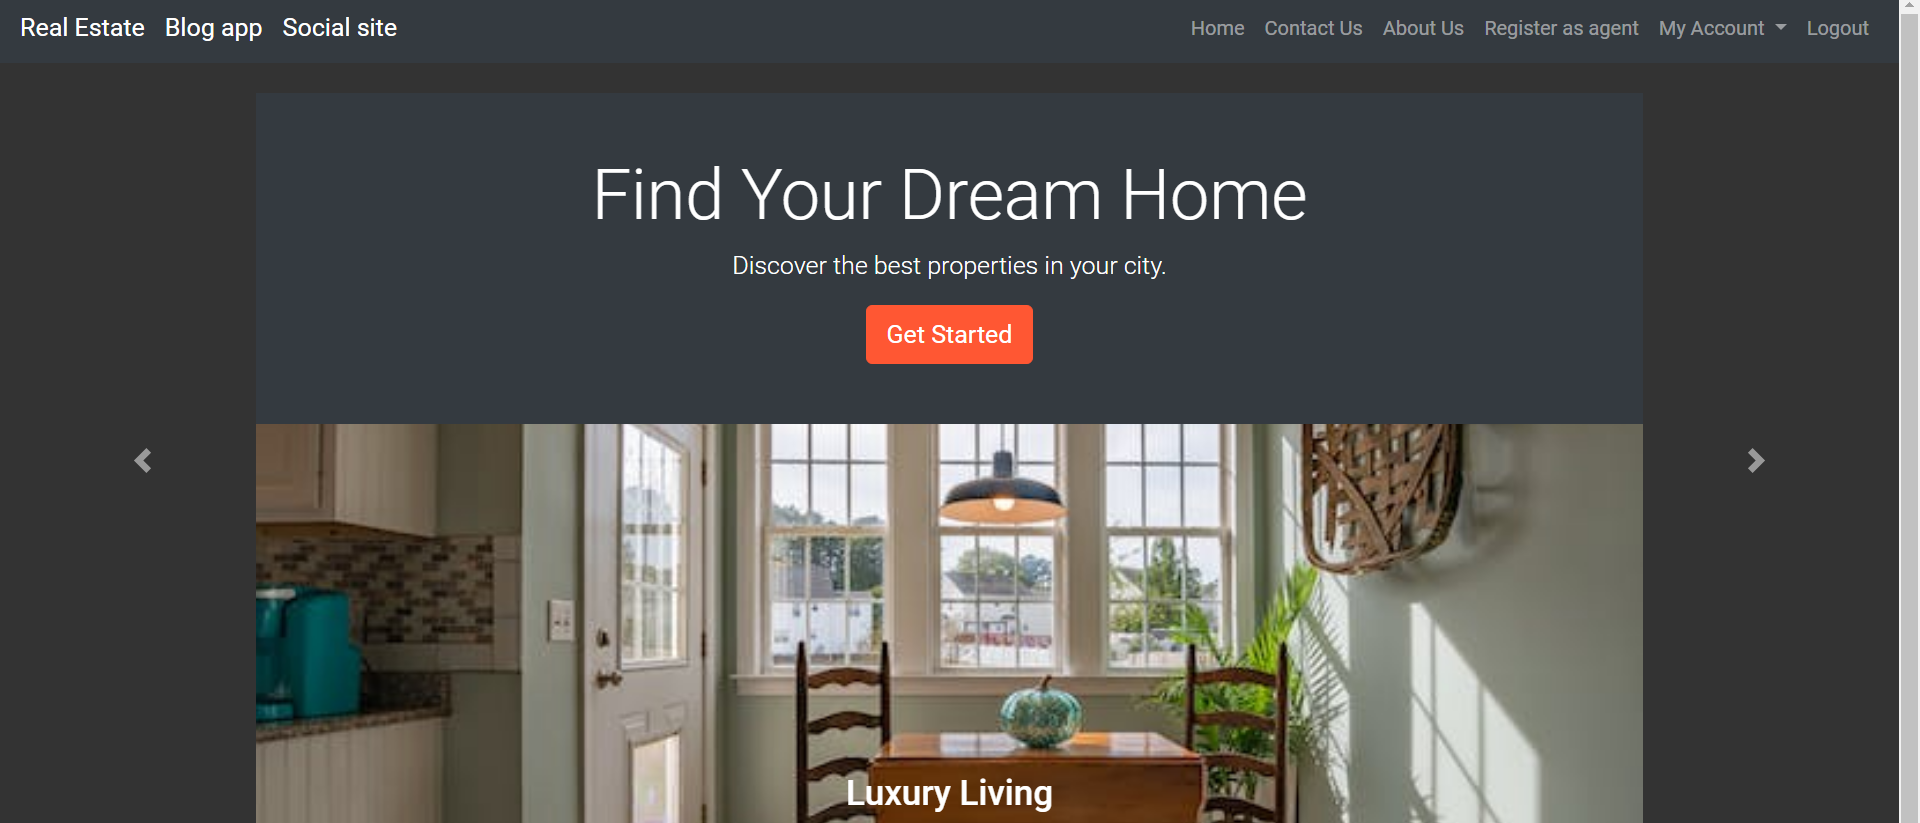 Real Estate Blog app Social site Home Contact Us About Us Register as agent My Account Logout
Find Your Dream Home
Discover the best properties in your city.
Get Started
Luxury Living